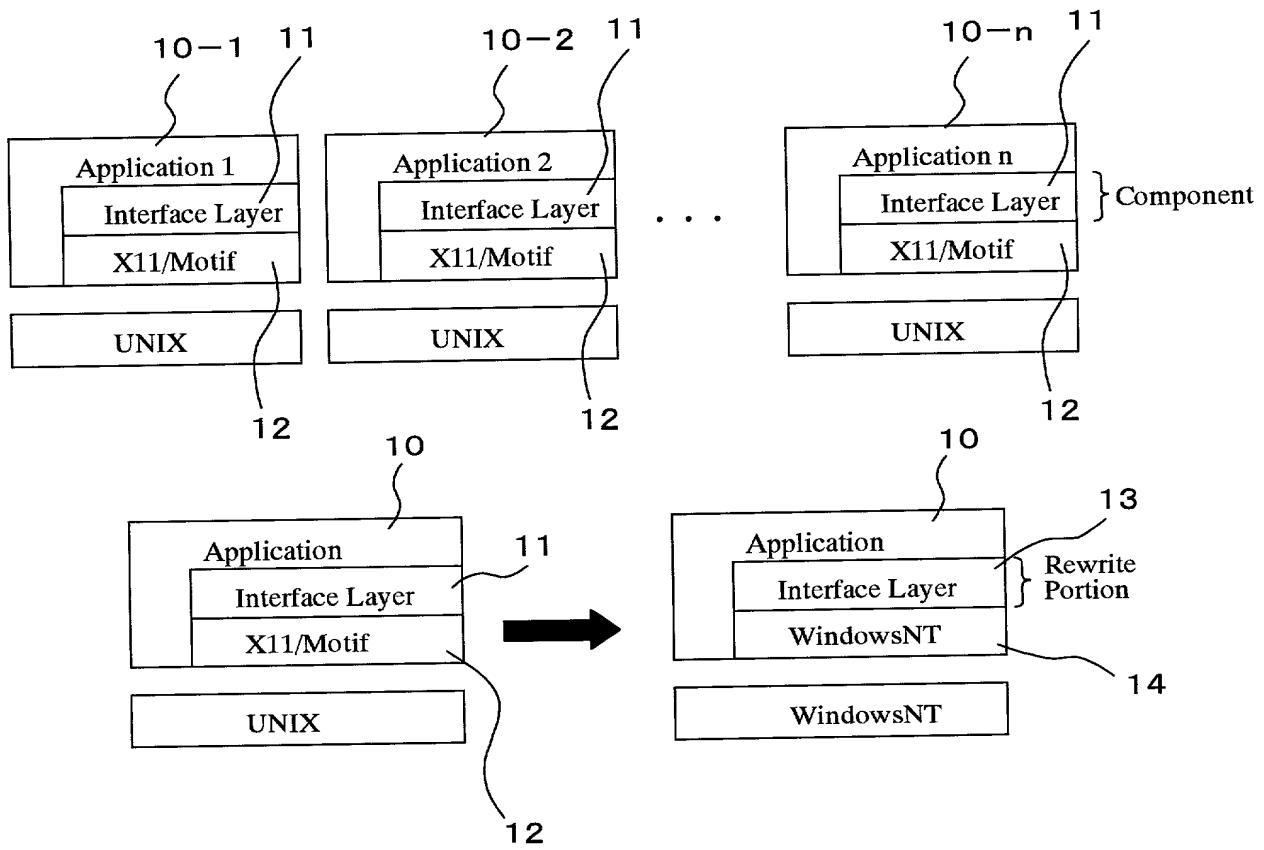 10-1
11
10-2
11
10-n
11
Application 1
Interface Layer
X11/Motif
UNIX
12
Application 2
Interface Layer
X11/Motif
UNIX
12
. . .
Application n
Interface Layer
X11/Motif
UNIX
12
Component
10
Application
Interface Layer
11
X11/Motif
UNIX
12
10
13
Application
Interface Layer
Rewrite
Portion
WindowsNT
14
WindowsNT